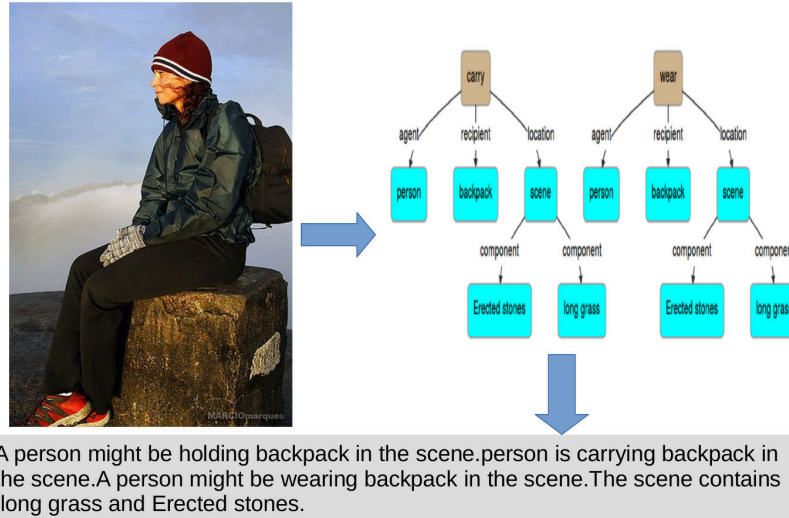 carry
wear
agent
recipient
location
agent
recipient
location
person
backpack
scene
person
backpack
scene
component
component
component
componen
Erected stones
long grass
Erected stones
long gras
MARCIOmarques
A person might be holding backpack in the scene.person is carrying backpack in
he scene.A person might be wearing backpack in the scene.The scene contains
long grass and Erected stones.